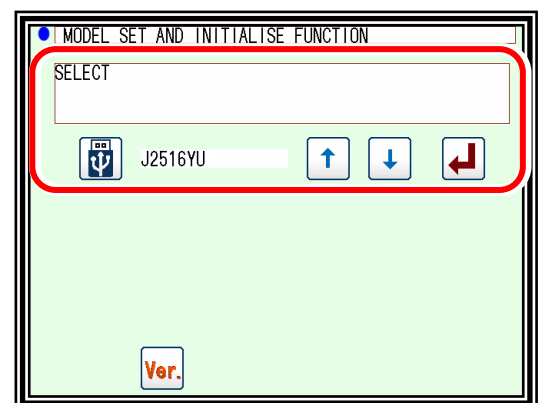 MODEL SET AND INITIALISE FUNCTION
SELECT
J2516YU
Ver.